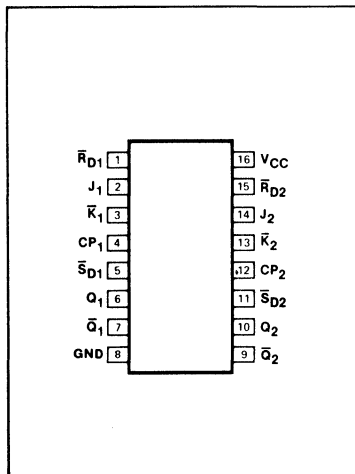 R̅D1 1 16 VCC
J1 2 15 R̅D2
K̅1 3 14 J2
CP1 4 13 K̅2
S̅D1 5 12 CP2
Q1 6 11 S̅D2
Q̅1 7 10 Q2
GND 8 9 Q̅2